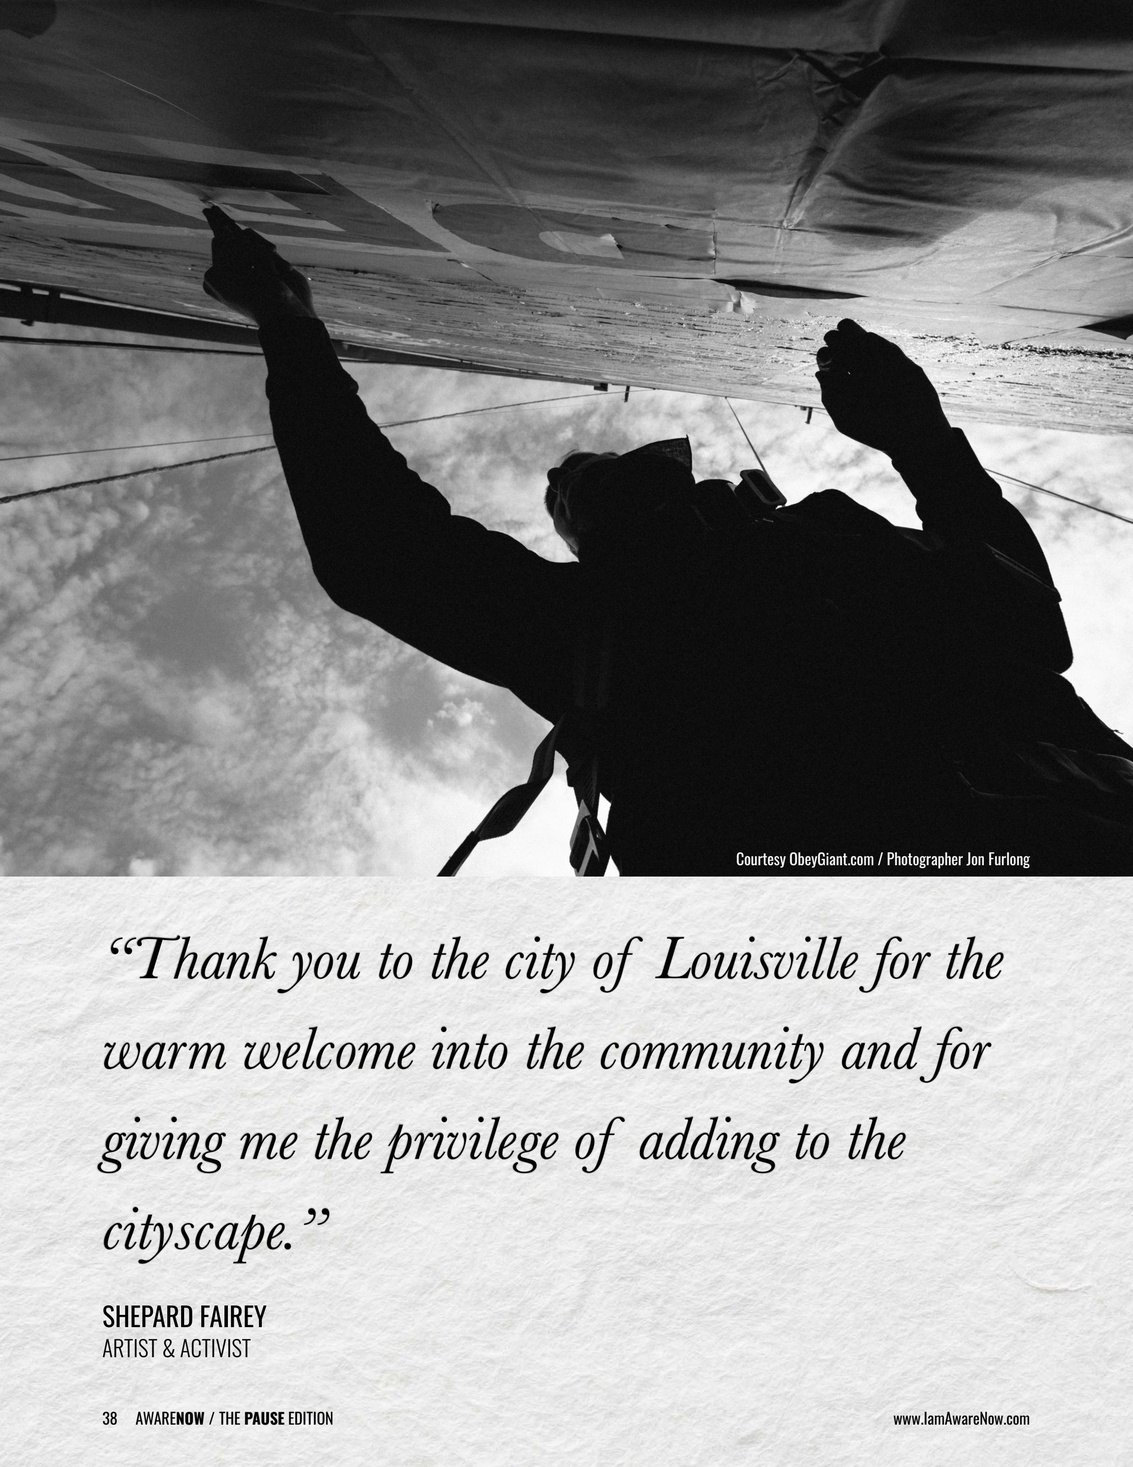 Courtesy ObeyGiant.com / Photographer Jon Furlong
“Thank you to the city of Louisville for the
warm welcome into the community and for
giving me the privilege of adding to the
cityscape.”
SHEPARD FAIREY
ARTIST & ACTIVIST
38 AWARENOW / THE PAUSE EDITION
www.IamAwareNow.com